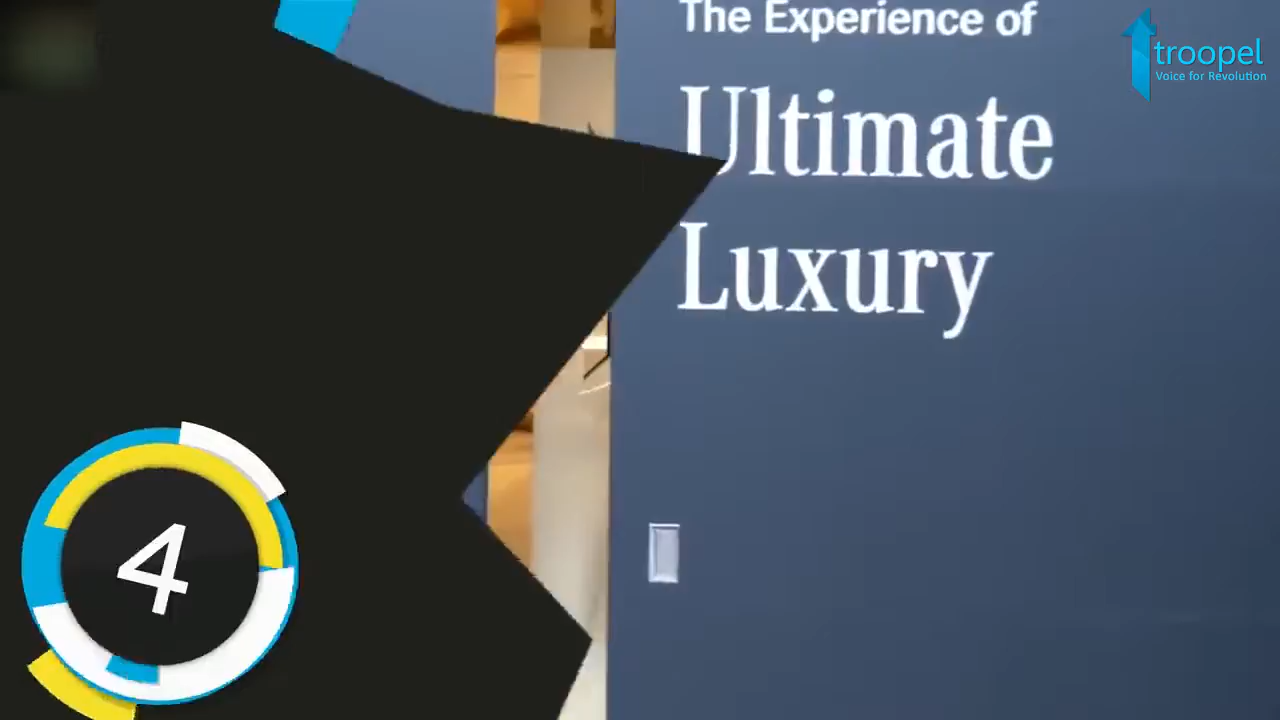 The Experience of
Ultimate
Luxury
troopel
Voice for Revolution
4